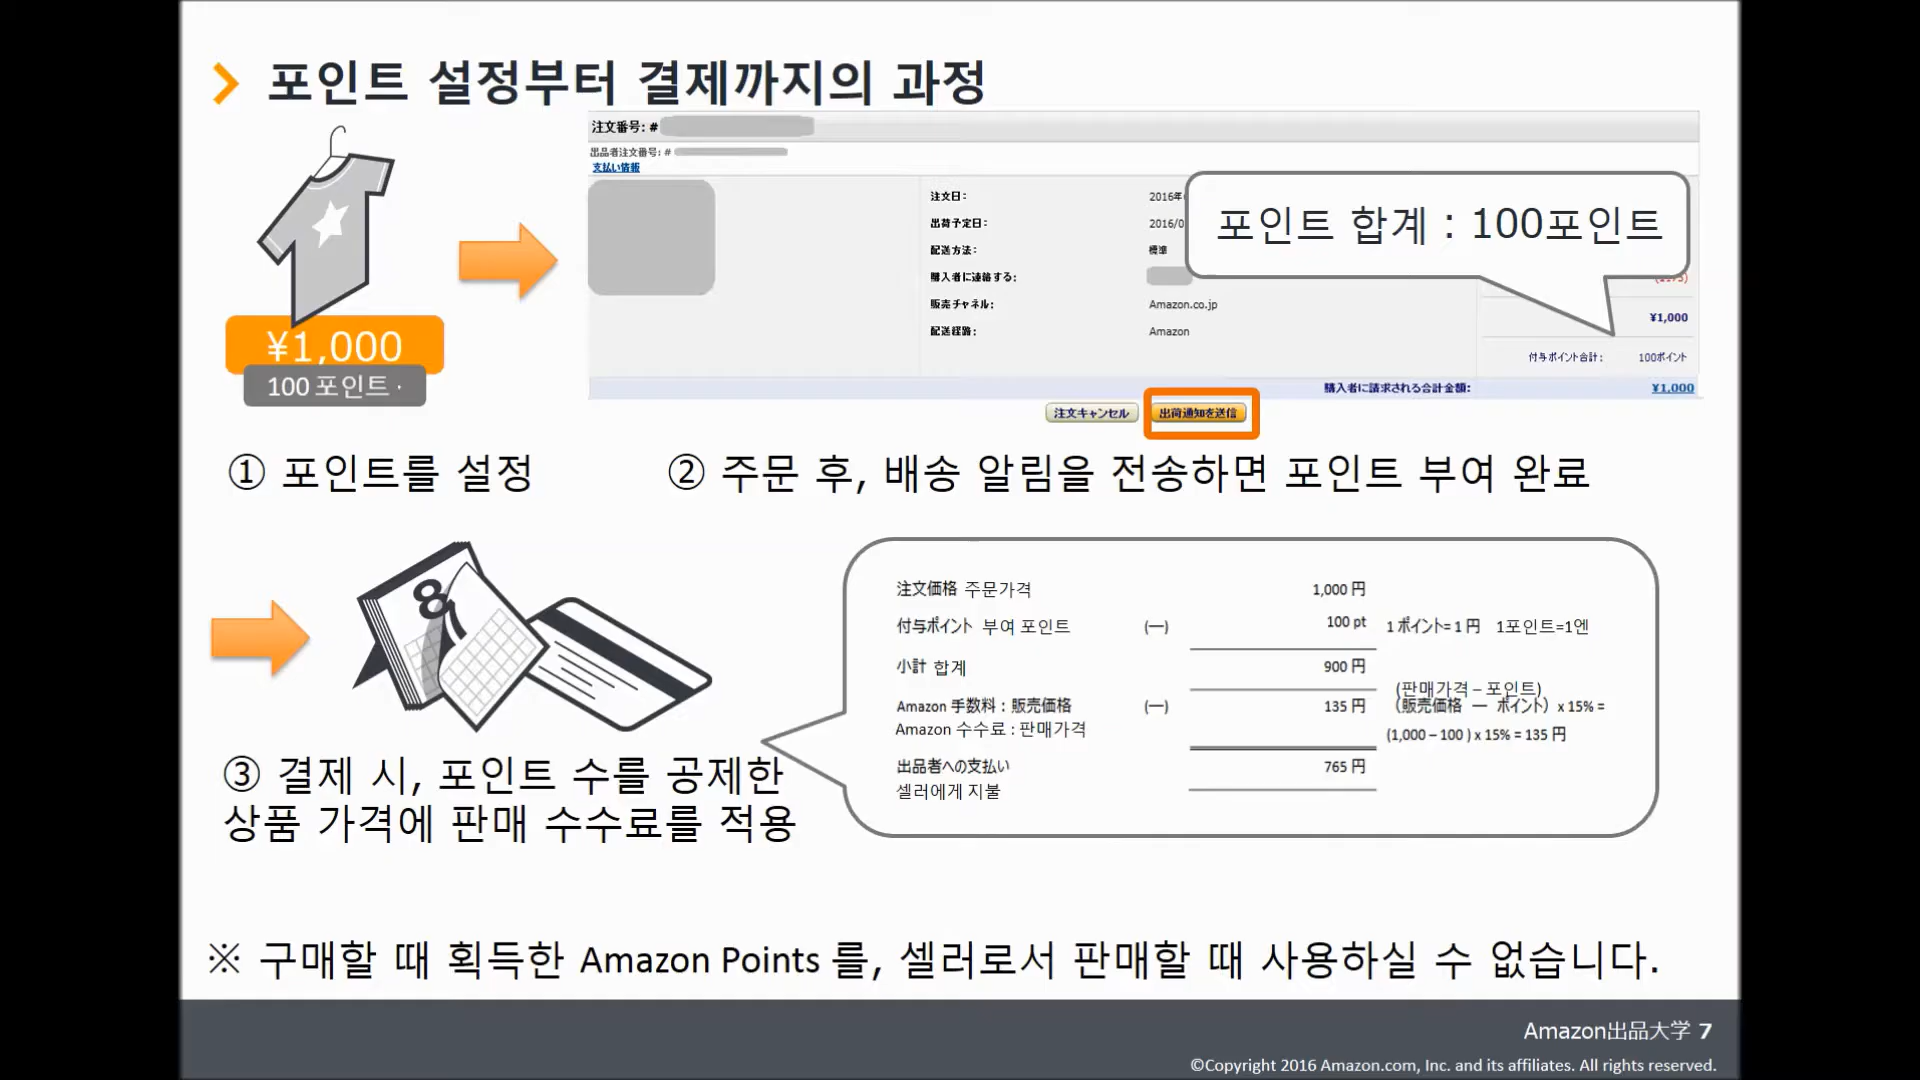 포인트 설정부터 결제까지의 과정
注文番号: #
出品者注文番号: #
支払い情報
注文日:
2016年
出荷予定日:
2016/0
配送方法:
標準
購入者に連絡する:
販売チャネル:
Amazon.co.jp
配送経路:
Amazon
포인트 합계 : 100포인트
¥1,000
付与ポイント合計:
100ポイント
購入者に請求される合計金額:
¥1,000
注文キャンセル
出荷通知を送信
¥1,000
100 포인트
① 포인트를 설정
② 주문 후, 배송 알림을 전송하면 포인트 부여 완료
8
7
③ 결제 시, 포인트 수를 공제한
상품 가격에 판매 수수료를 적용
注文価格 주문가격 1,000 円
付与ポイント 부여 포인트 (—) 100 pt 1 ポイント= 1 円 1포인트=1엔
小計 합계 900 円
(판매가격 – 포인트)
Amazon 手数料：販売価格 (—) 135 円 (販売価格 — ポイント) x 15% =
Amazon 수수료 : 판매가격
(1,000 – 100 ) x 15% = 135 円
出品者への支払い 765 円
셀러에게 지불
※ 구매할 때 획득한 Amazon Points 를, 셀러로서 판매할 때 사용하실 수 없습니다.
Amazon出品大学 7
©Copyright 2016 Amazon.com, Inc. and its affiliates. All rights reserved.